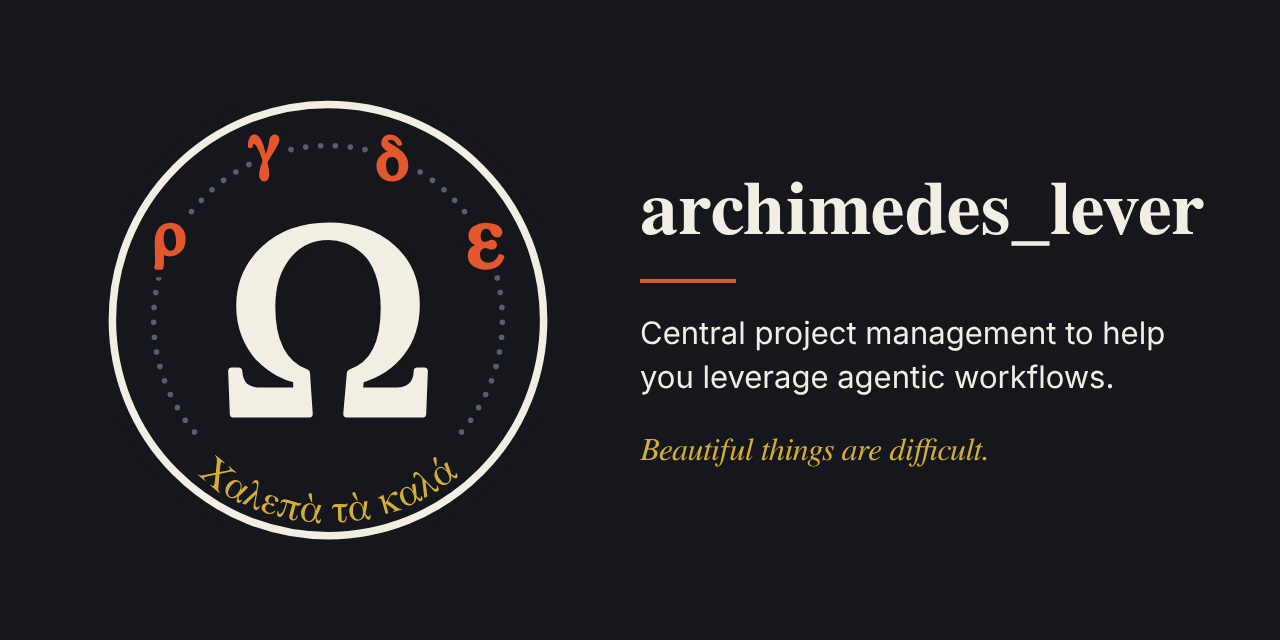 γ δ
ρ ε
Ω
Χαλεπὰ τὰ καλά
archimedes_lever
Central project management to help
you leverage agentic workflows.
Beautiful things are difficult.